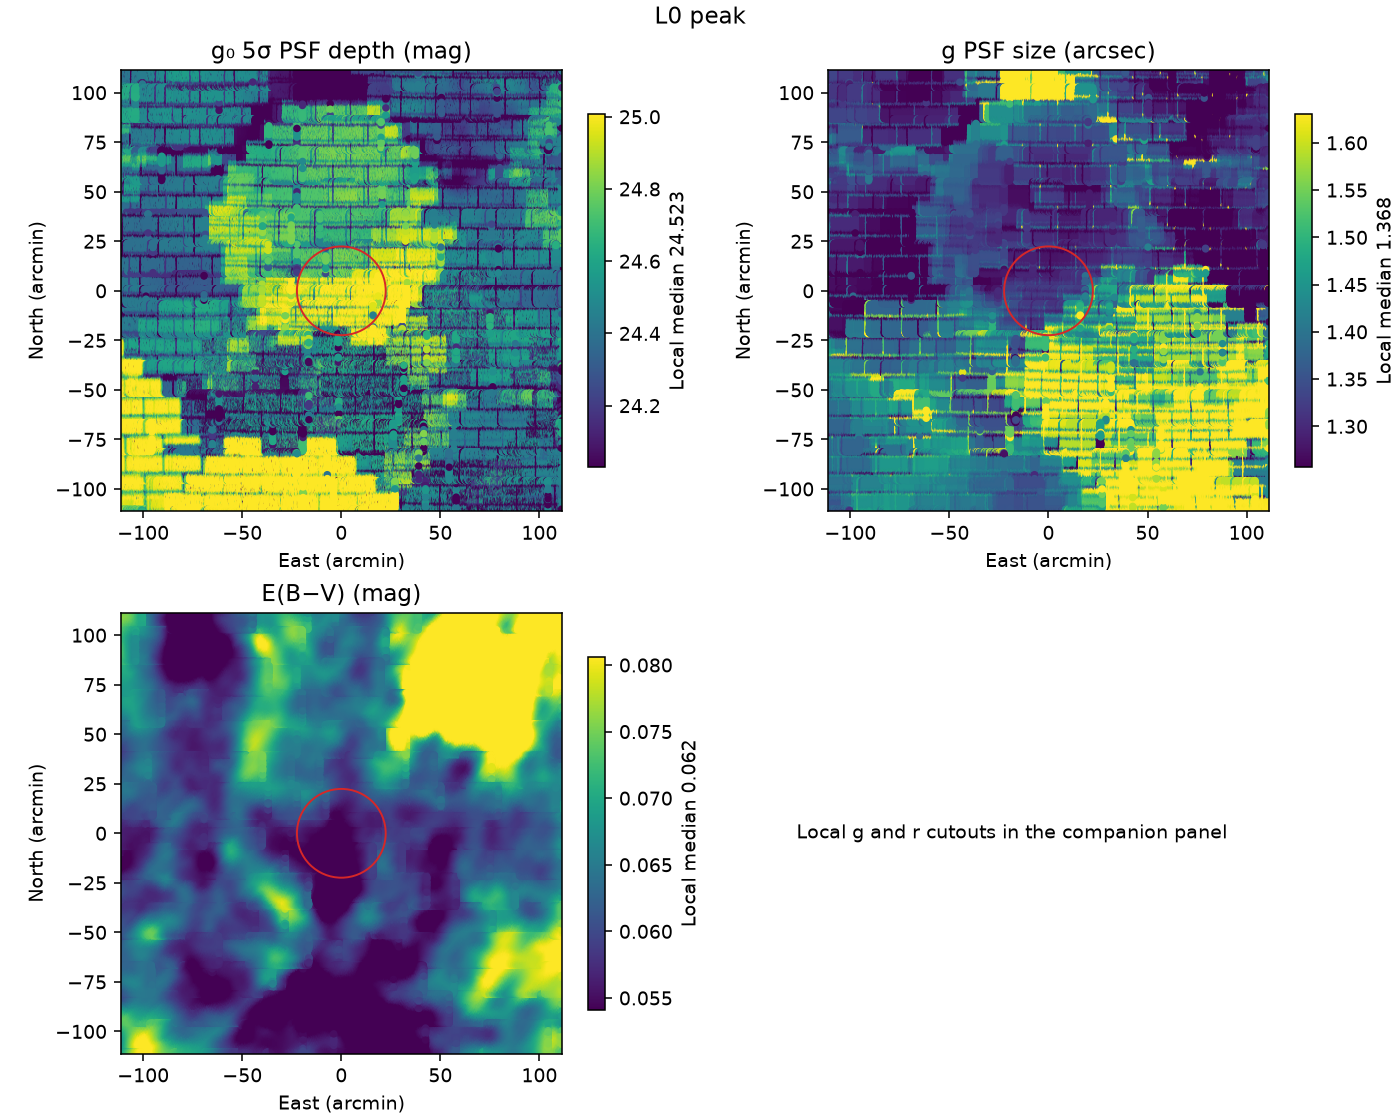 L0 peak
g₀ 5σ PSF depth (mag)
100
75
50
25
0
−25
−50
−75
−100
−100 −50 0 50 100
East (arcmin)
North (arcmin)
25.0
24.8
24.6
24.4
24.2
Local median 24.523
g PSF size (arcsec)
100
75
50
25
0
−25
−50
−75
−100
−100 −50 0 50 100
East (arcmin)
North (arcmin)
1.60
1.55
1.50
1.45
1.40
1.35
1.30
Local median 1.368
E(B−V) (mag)
100
75
50
25
0
−25
−50
−75
−100
−100 −50 0 50 100
East (arcmin)
North (arcmin)
0.080
0.075
0.070
0.065
0.060
0.055
Local median 0.062
Local g and r cutouts in the companion panel